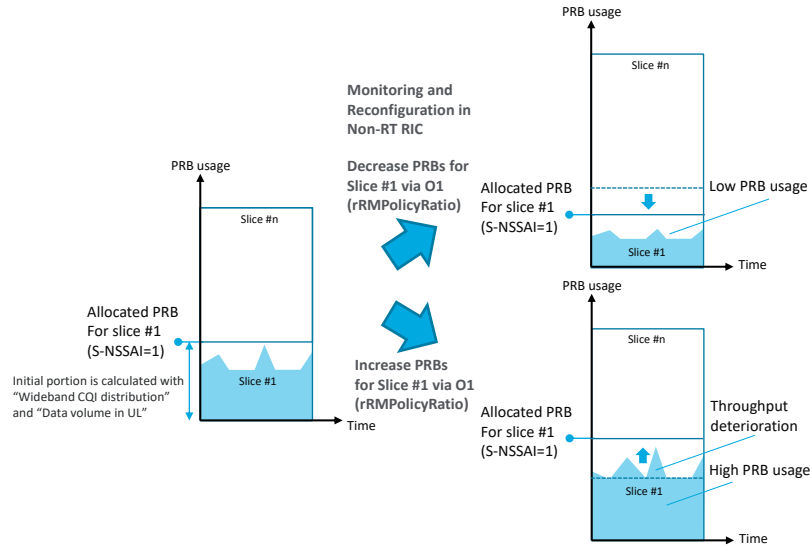 PRB usage
Slice #n
Allocated PRB
For slice #1
(S-NSSAI=1)
Initial portion is calculated with
“Wideband CQI distribution”
and “Data volume in UL”
Slice #1
Time
Monitoring and
Reconfiguration in
Non-RT RIC
Decrease PRBs for
Slice #1 via O1
(rRMPolicyRatio)
Increase PRBs
for Slice #1 via O1
(rRMPolicyRatio)
PRB usage
Slice #n
Allocated PRB
For slice #1
(S-NSSAI=1)
Low PRB usage
Slice #1
Time
PRB usage
Slice #n
Allocated PRB
For slice #1
(S-NSSAI=1)
Throughput
deterioration
High PRB usage
Slice #1
Time